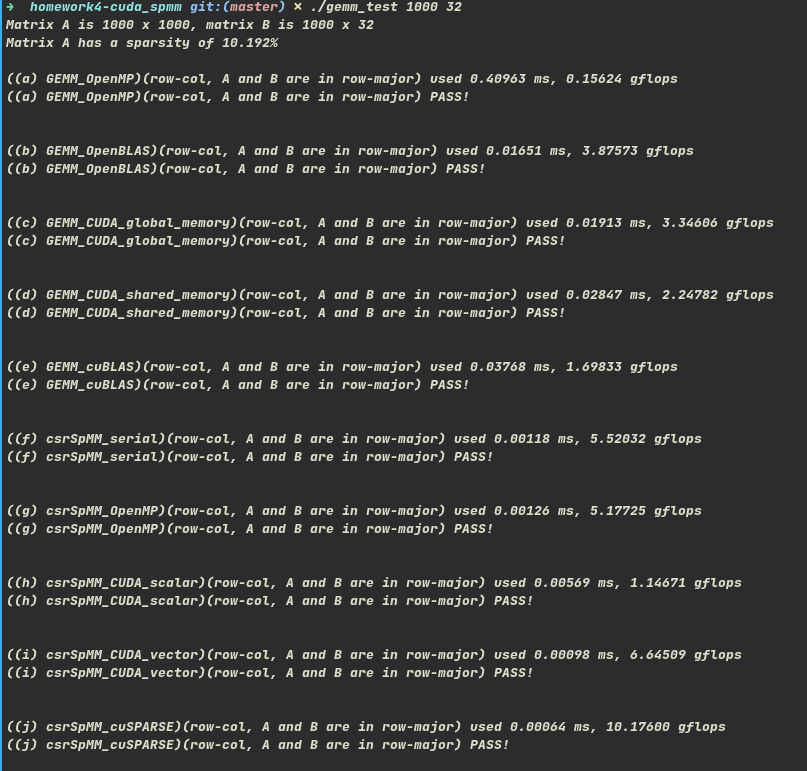 → homework4-cuda_spmm git:(master) × ./gemm_test 1000 32
Matrix A is 1000 x 1000, matrix B is 1000 x 32
Matrix A has a sparsity of 10.192%
((a) GEMM_OpenMP)(row-col, A and B are in row-major) used 0.40963 ms, 0.15624 gflops
((a) GEMM_OpenMP)(row-col, A and B are in row-major) PASS!
((b) GEMM_OpenBLAS)(row-col, A and B are in row-major) used 0.01651 ms, 3.87573 gflops
((b) GEMM_OpenBLAS)(row-col, A and B are in row-major) PASS!
((c) GEMM_CUDA_global_memory)(row-col, A and B are in row-major) used 0.01913 ms, 3.34606 gflops
((c) GEMM_CUDA_global_memory)(row-col, A and B are in row-major) PASS!
((d) GEMM_CUDA_shared_memory)(row-col, A and B are in row-major) used 0.02847 ms, 2.24782 gflops
((d) GEMM_CUDA_shared_memory)(row-col, A and B are in row-major) PASS!
((e) GEMM_cuBLAS)(row-col, A and B are in row-major) used 0.03768 ms, 1.69833 gflops
((e) GEMM_cuBLAS)(row-col, A and B are in row-major) PASS!
((f) csrSpMM_serial)(row-col, A and B are in row-major) used 0.00118 ms, 5.52032 gflops
((f) csrSpMM_serial)(row-col, A and B are in row-major) PASS!
((g) csrSpMM_OpenMP)(row-col, A and B are in row-major) used 0.00126 ms, 5.17725 gflops
((g) csrSpMM_OpenMP)(row-col, A and B are in row-major) PASS!
((h) csrSpMM_CUDA_scalar)(row-col, A and B are in row-major) used 0.00569 ms, 1.14671 gflops
((h) csrSpMM_CUDA_scalar)(row-col, A and B are in row-major) PASS!
((i) csrSpMM_CUDA_vector)(row-col, A and B are in row-major) used 0.00098 ms, 6.64509 gflops
((i) csrSpMM_CUDA_vector)(row-col, A and B are in row-major) PASS!
((j) csrSpMM_cuSPARSE)(row-col, A and B are in row-major) used 0.00064 ms, 10.17600 gflops
((j) csrSpMM_cuSPARSE)(row-col, A and B are in row-major) PASS!